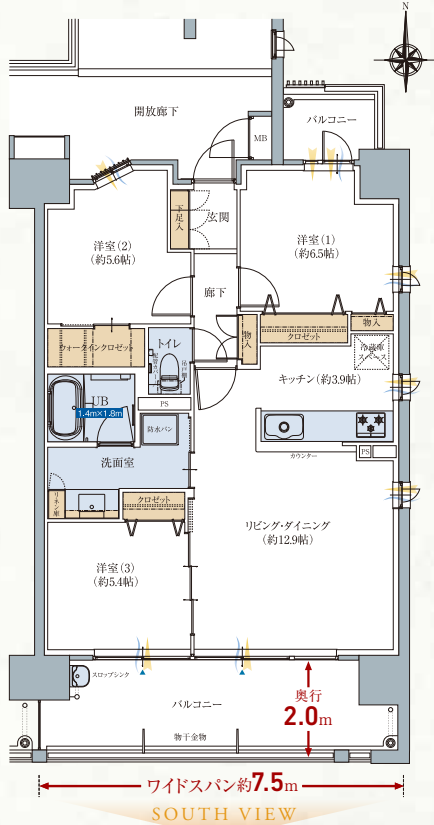 N
開放廊下
バルコニー
MB
下足入
玄関
洋室(2)
(約5.6帖)
洋室(1)
(約6.5帖)
廊下
物入
クロゼット
物入
冷蔵庫
スペース
トイレ
吊戸棚
ウォークインクロゼット
キッチン(約3.9帖)
UB
1.4m×1.8m
PS
防水パン
カウンター
PS
洗面室
リネン庫
クロゼット
リビング・ダイニング
(約12.9帖)
洋室(3)
(約5.4帖)
スロップシンク
バルコニー
物干金物
奥行
2.0m
ワイドスパン約7.5m
SOUTH VIEW